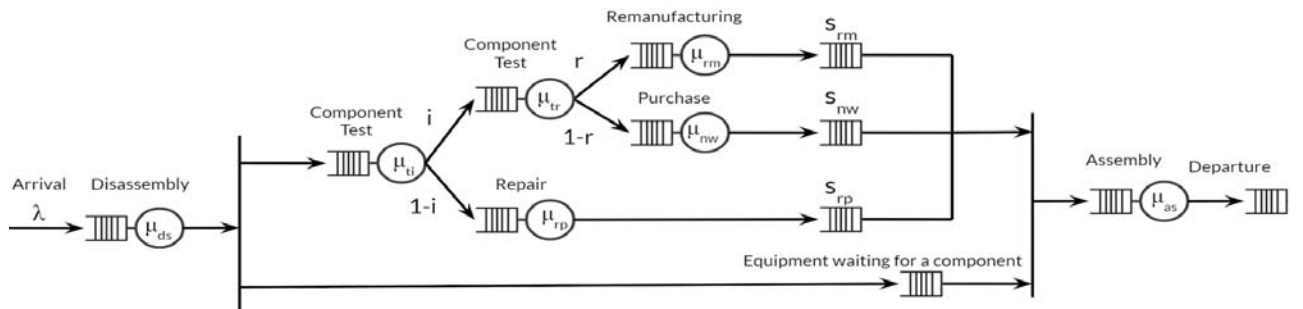 Remanufacturing
S_rm
Component
Test
r
μ_rm
μ_tr
Purchase
S_nw
Component
Test
i
1-r
μ_nw
μ_ti
Assembly
Departure
Arrival
Disassembly
Repair
S_rp
λ
1-i
μ_ds
μ_rp
μ_as
Equipment waiting for a component